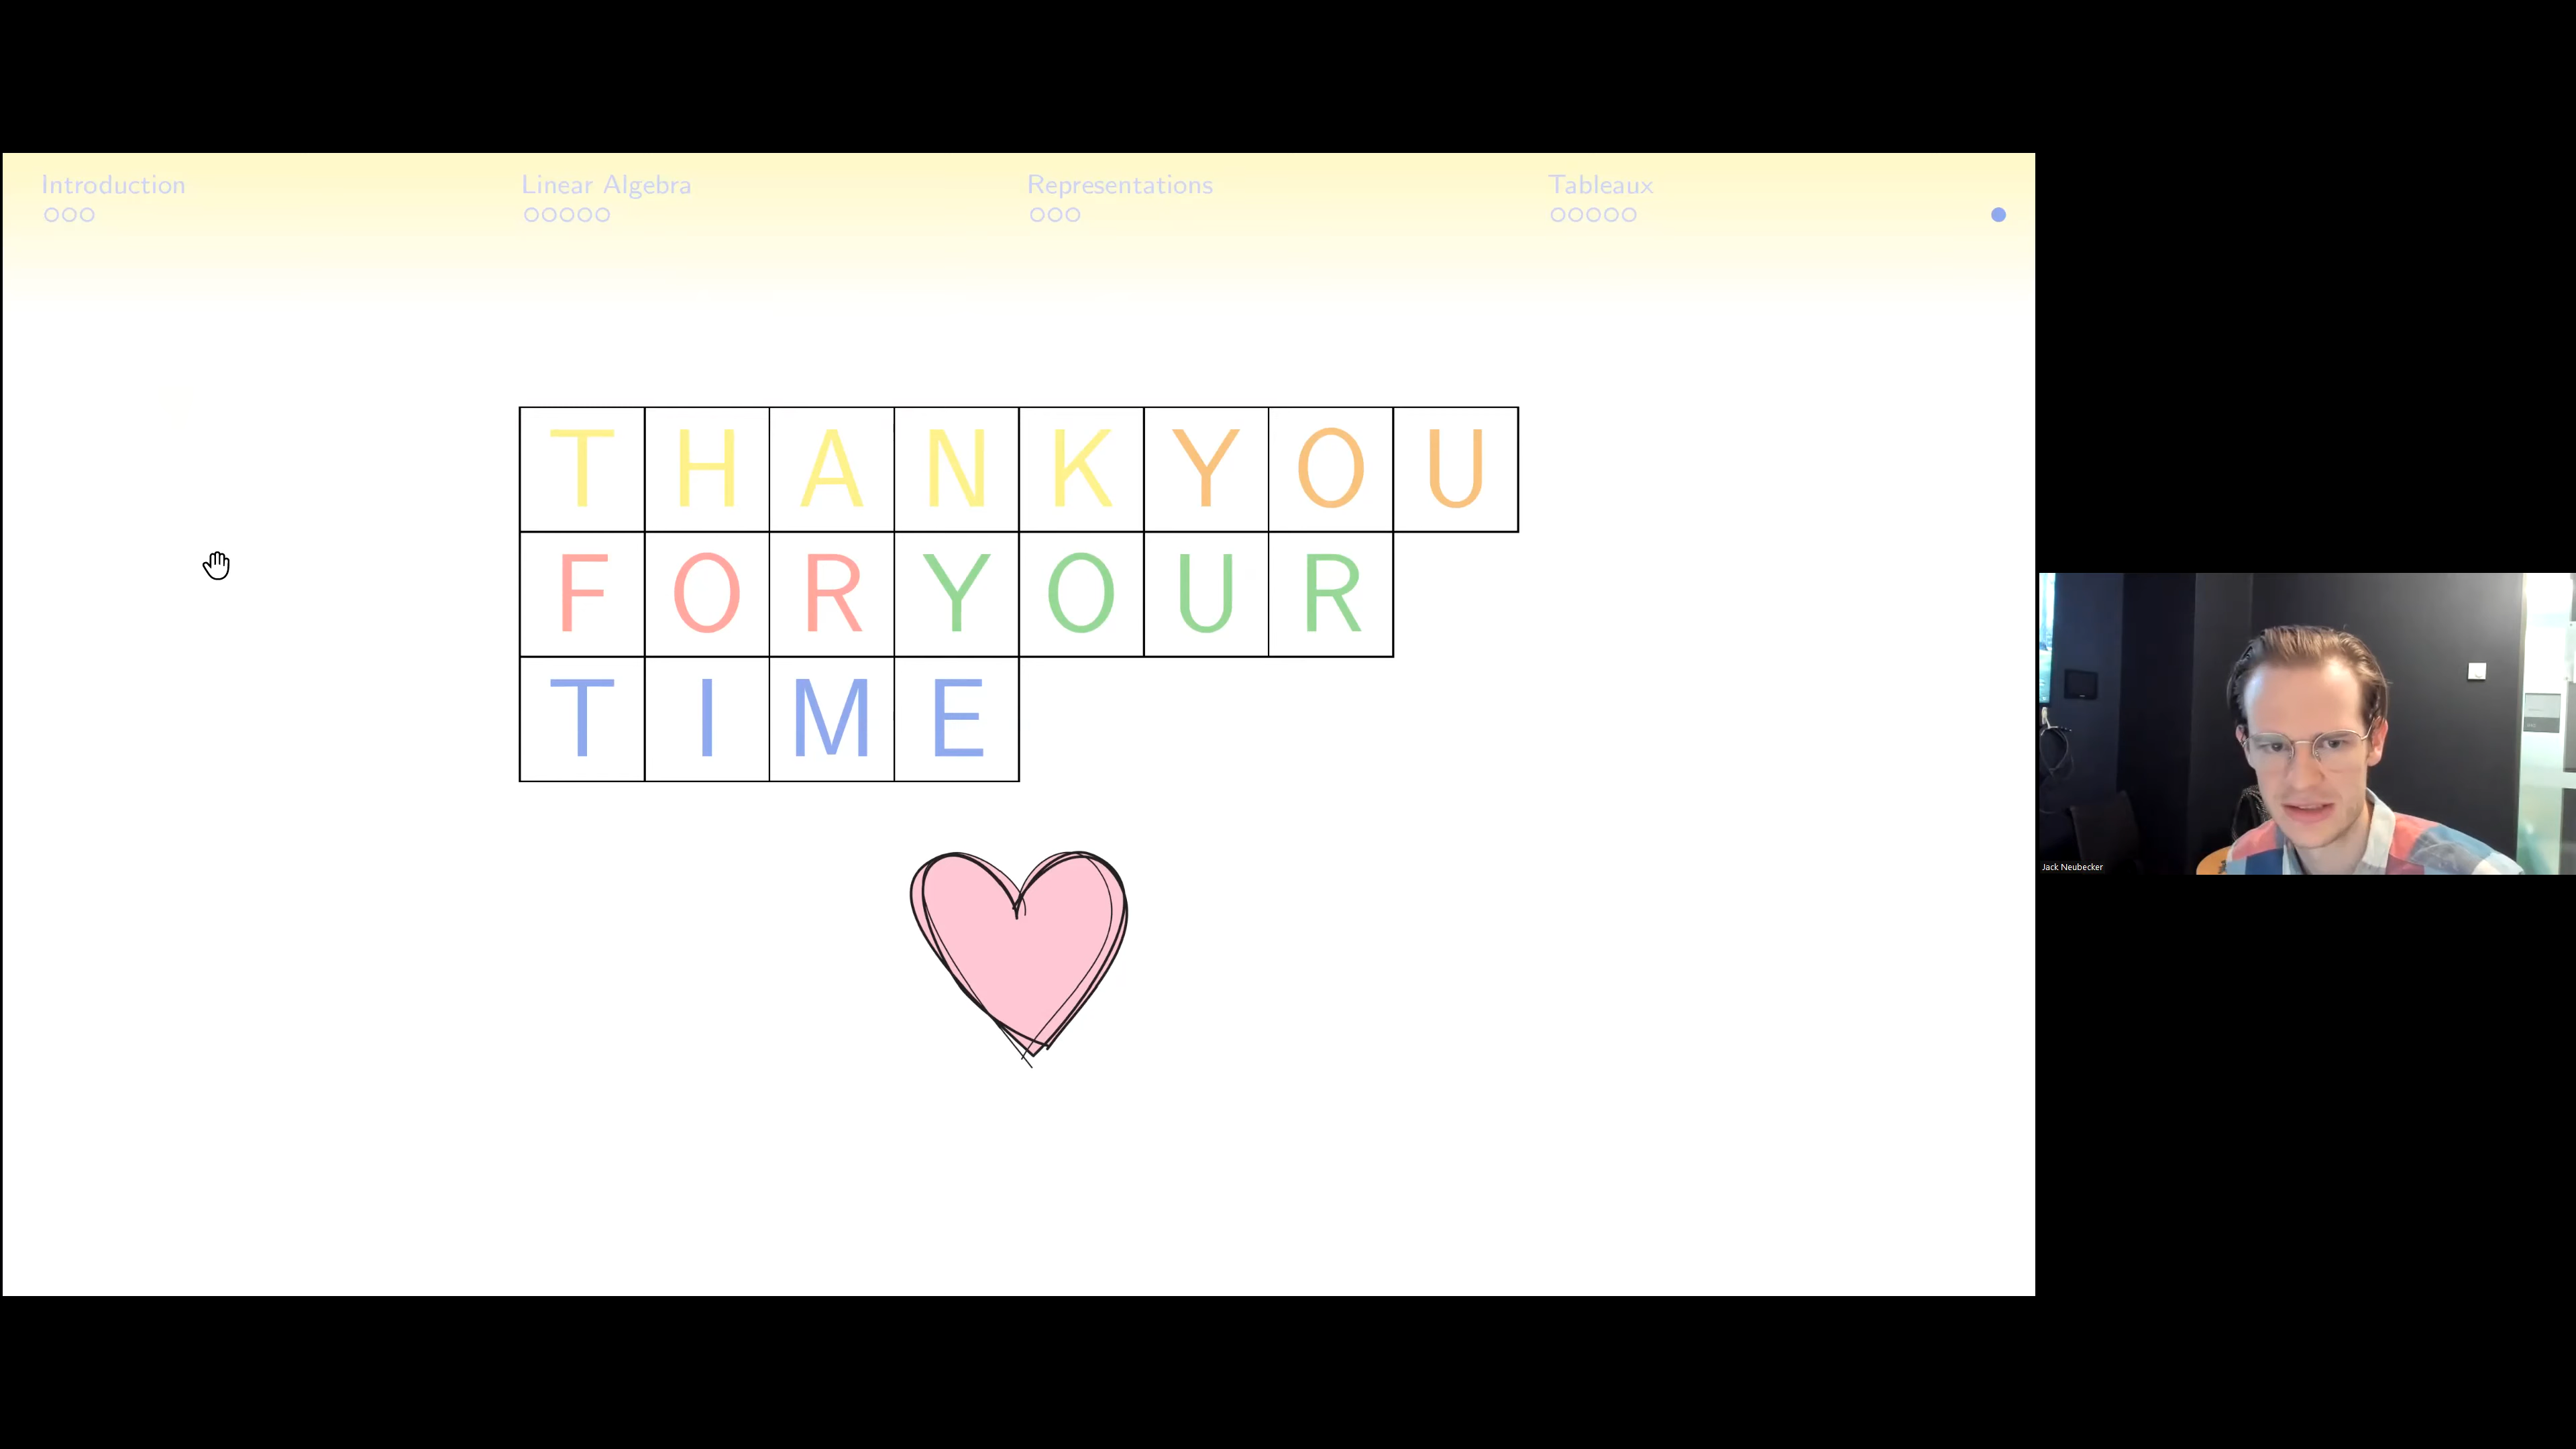 Introduction Linear Algebra Representations Tableaux
THANKYOU
FORYOUR
TIME
Jack Neubecker